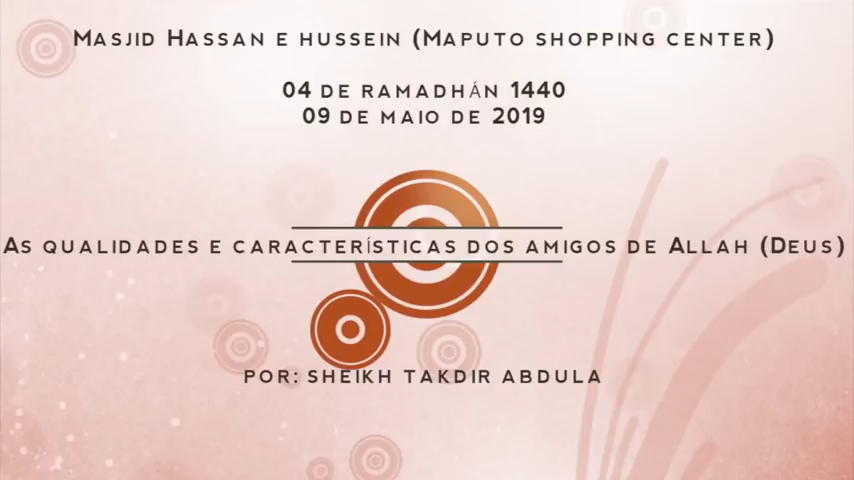 Masjid Hassan e hussein (Maputo shopping center)
04 de ramadhán 1440
09 de maio de 2019
As qualidades e características dos amigos de Allah (Deus)
por: Sheikh Takdir Abdula